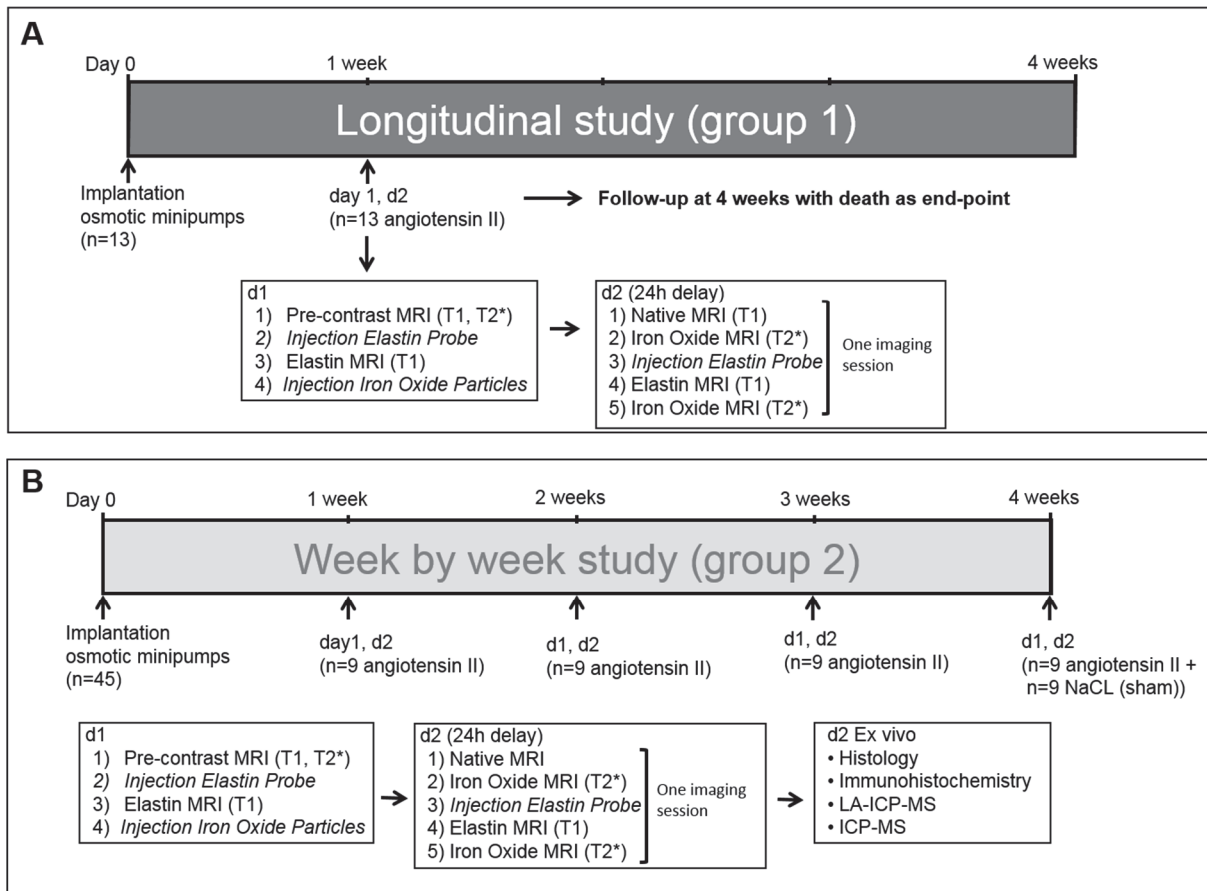 A
Day 0
1 week
4 weeks
Longitudinal study (group 1)
Implantation
osmotic minipumps
(n=13)
day 1, d2
(n=13 angiotensin II)
Follow-up at 4 weeks with death as end-point
d1
1) Pre-contrast MRI (T1, T2*)
2) Injection Elastin Probe
3) Elastin MRI (T1)
4) Injection Iron Oxide Particles
d2 (24h delay)
1) Native MRI (T1)
2) Iron Oxide MRI (T2*)
3) Injection Elastin Probe
4) Elastin MRI (T1)
5) Iron Oxide MRI (T2*)
One imaging
session
B
Day 0
1 week
2 weeks
3 weeks
4 weeks
Week by week study (group 2)
Implantation
osmotic minipumps
(n=45)
day1, d2
(n=9 angiotensin II)
d1, d2
(n=9 angiotensin II)
d1, d2
(n=9 angiotensin II)
d1, d2
(n=9 angiotensin II +
n=9 NaCL (sham))
d1
1) Pre-contrast MRI (T1, T2*)
2) Injection Elastin Probe
3) Elastin MRI (T1)
4) Injection Iron Oxide Particles
d2 (24h delay)
1) Native MRI
2) Iron Oxide MRI (T2*)
3) Injection Elastin Probe
4) Elastin MRI (T1)
5) Iron Oxide MRI (T2*)
One imaging
session
d2 Ex vivo
• Histology
• Immunohistochemistry
• LA-ICP-MS
• ICP-MS